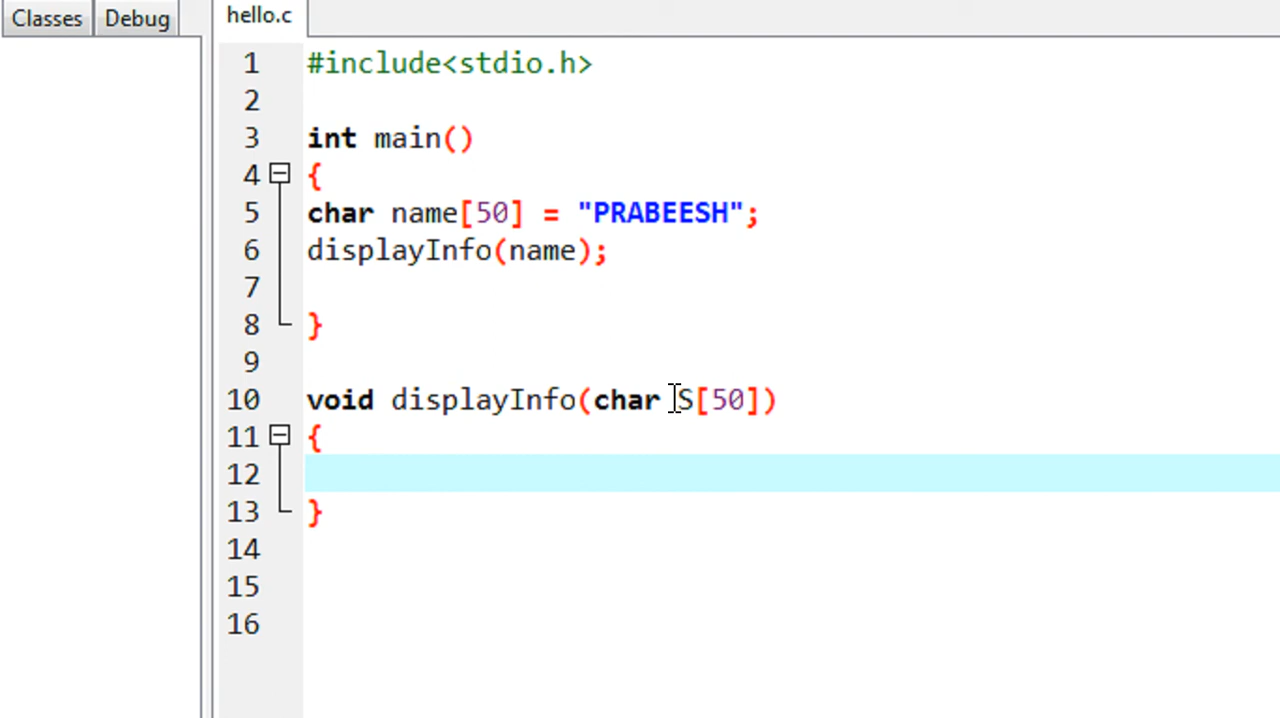 Classes Debug hello.c
1 #include<stdio.h>
2
3 int main()
4 {
5 char name[50] = "PRABEESH";
6 displayInfo(name);
7
8 }
9
10 void displayInfo(char S[50])
11 {
12
13 }
14
15
16